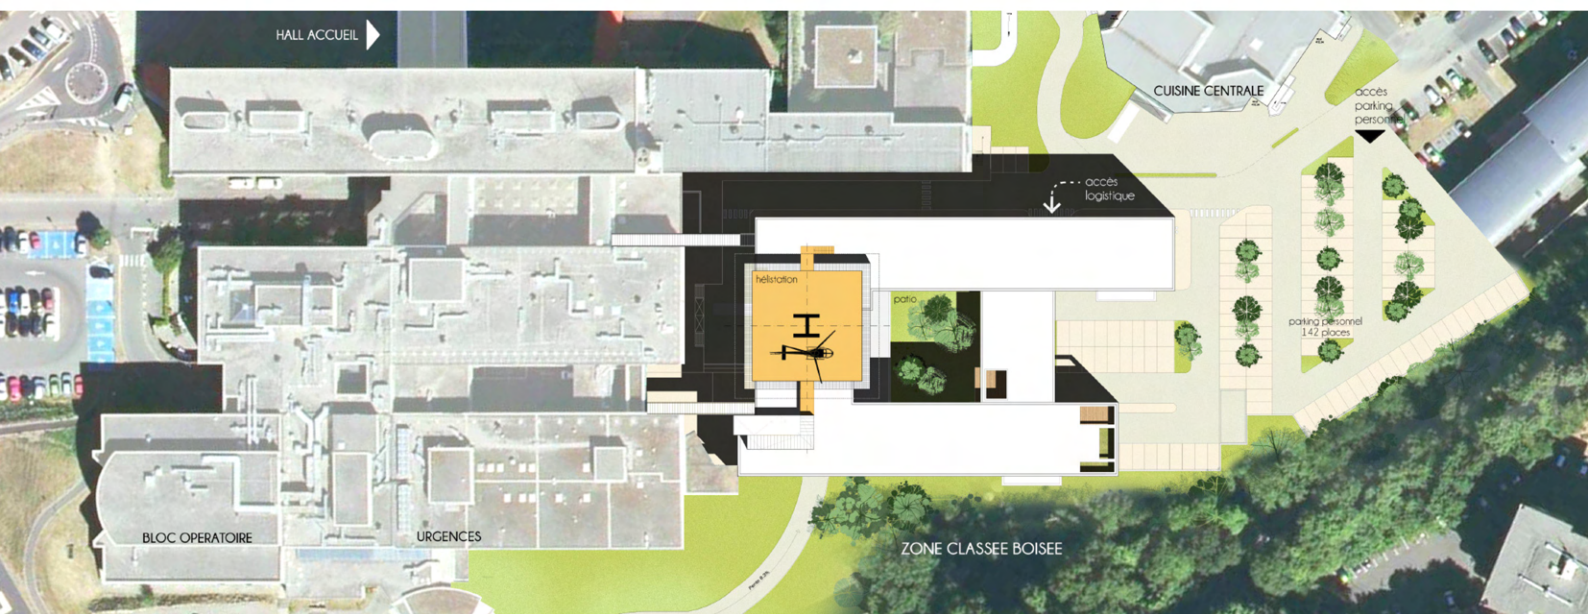 HALL ACCUEIL
CUISINE CENTRALE
accès
parking
personnel
accès
logistique
hélistation
H
patio
parking personnel
142 places
BLOC OPERATOIRE
URGENCES
ZONE CLASSEE BOISEE